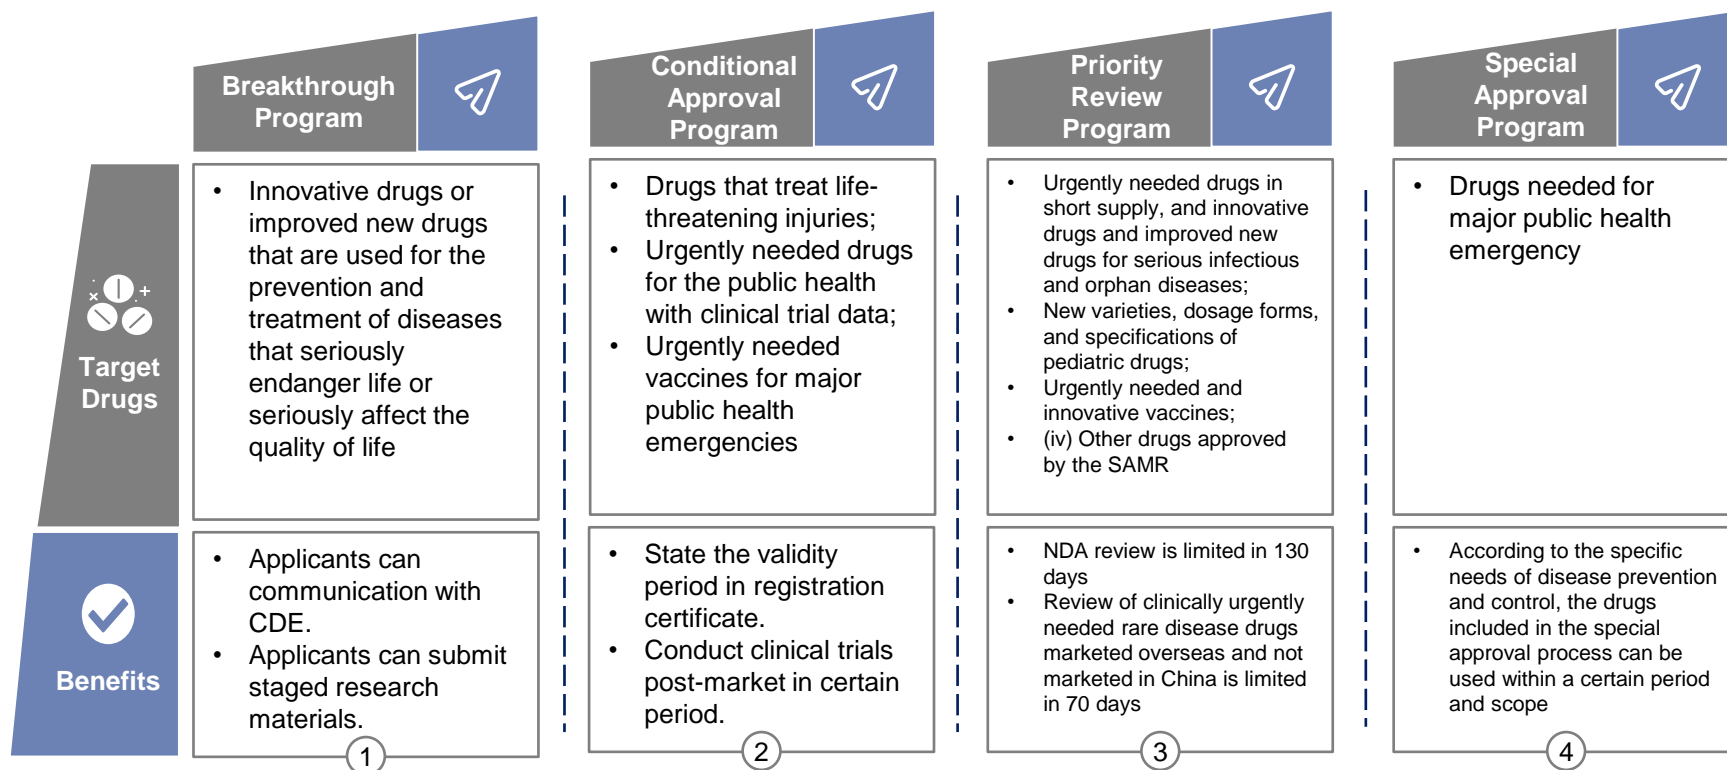 Breakthrough
Program
Conditional
Approval
Program
Priority
Review
Program
Special
Approval
Program
Target
Drugs
• Innovative drugs or
improved new drugs
that are used for the
prevention and
treatment of diseases
that seriously
endanger life or
seriously affect the
quality of life
• Drugs that treat life-
threatening injuries;
• Urgently needed drugs
for the public health
with clinical trial data;
• Urgently needed
vaccines for major
public health
emergencies
• Urgently needed drugs in
short supply, and innovative
drugs and improved new
drugs for serious infectious
and orphan diseases;
• New varieties, dosage forms,
and specifications of
pediatric drugs;
• Urgently needed and
innovative vaccines;
• (iv) Other drugs approved
by the SAMR
• Drugs needed for
major public health
emergency
Benefits
• Applicants can
communication with
CDE.
• Applicants can submit
staged research
materials.
1
• State the validity
period in registration
certificate.
• Conduct clinical trials
post-market in certain
period.
2
• NDA review is limited in 130
days
• Review of clinically urgently
needed rare disease drugs
marketed overseas and not
marketed in China is limited
in 70 days
3
• According to the specific
needs of disease prevention
and control, the drugs
included in the special
approval process can be
used within a certain period
and scope
4